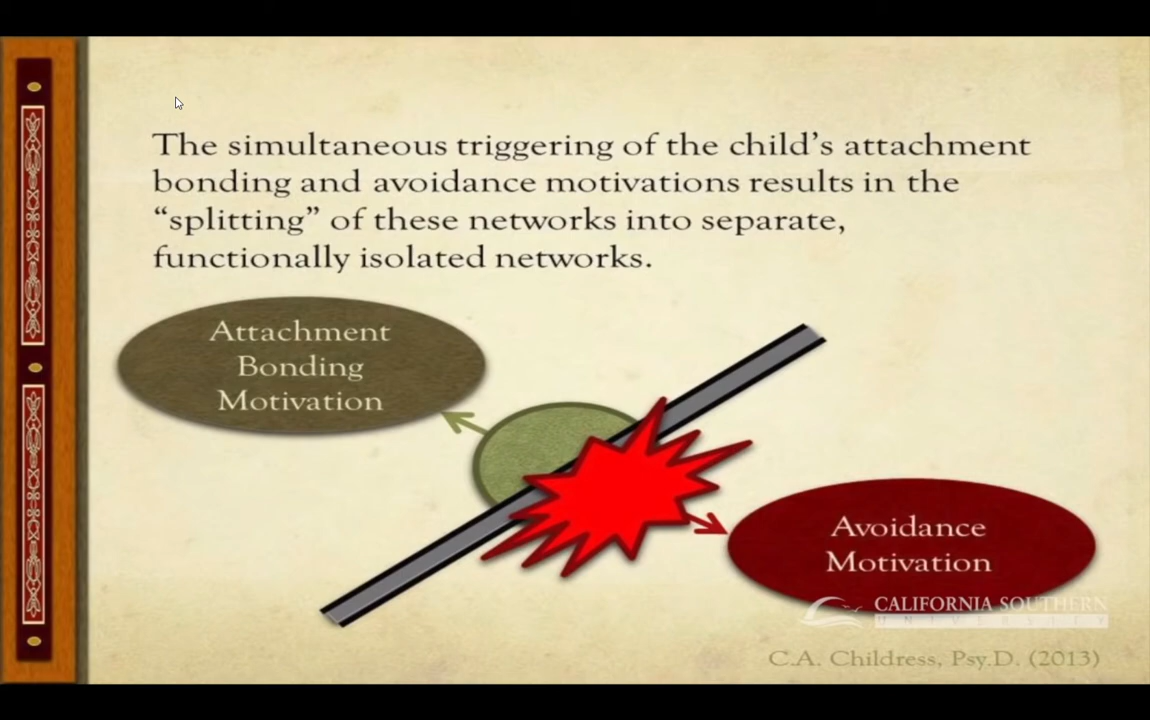 The simultaneous triggering of the child’s attachment
bonding and avoidance motivations results in the
“splitting” of these networks into separate,
functionally isolated networks.
Attachment
Bonding
Motivation
Avoidance
Motivation
CALIFORNIA SOUTHERN
UNIVERSITY
C.A. Childress, Psy.D. (2013)